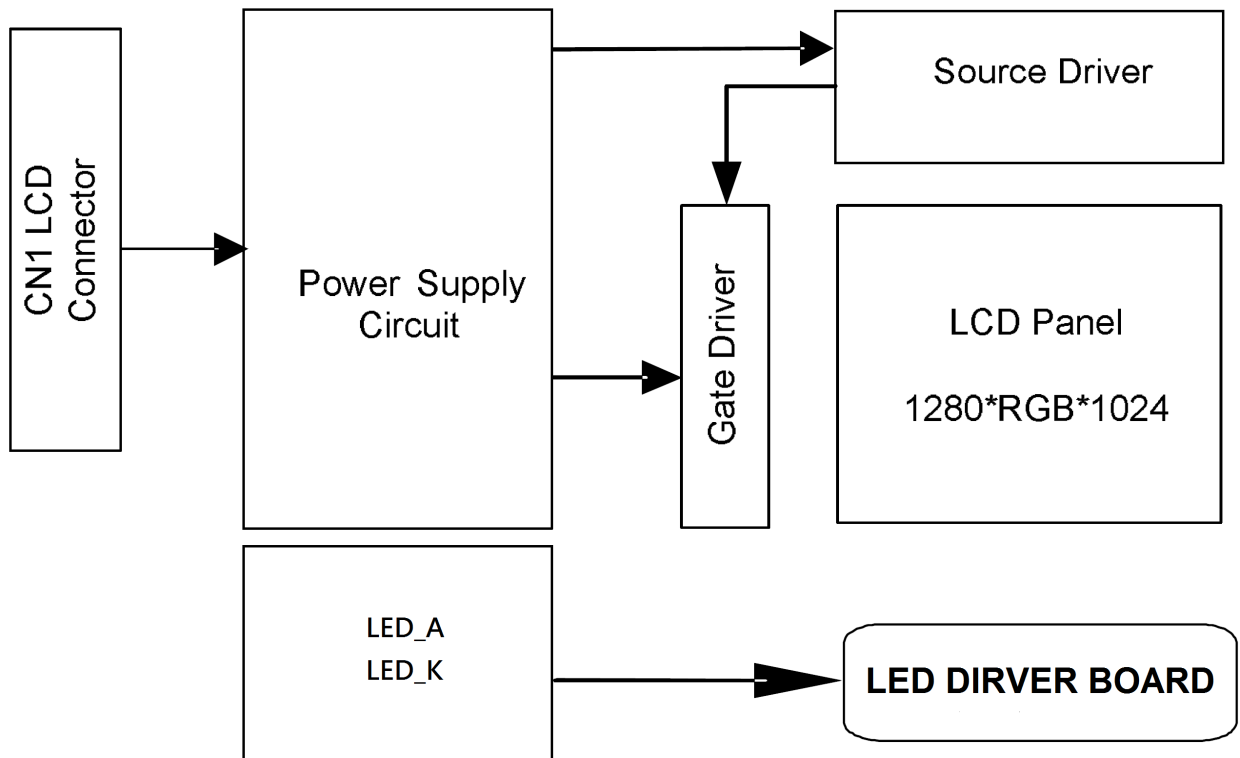 CN1 LCD
Connector
Power Supply
Circuit
Source Driver
Gate Driver
LCD Panel
1280*RGB*1024
LED_A
LED_K
LED DIRVER BOARD